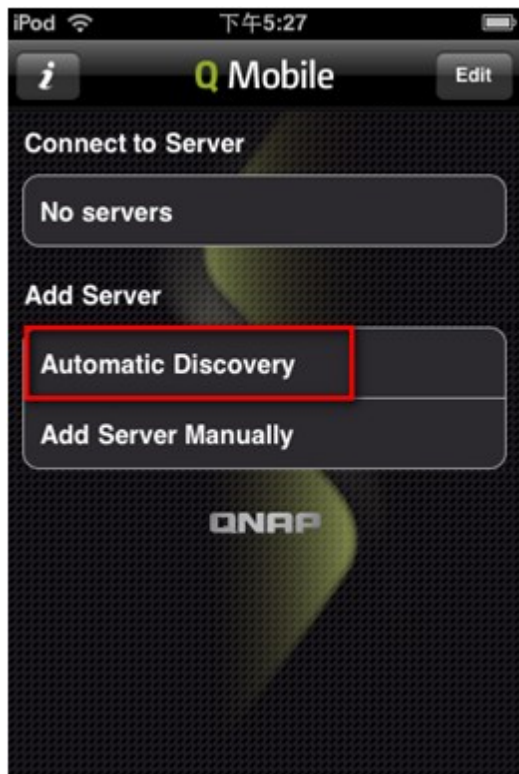 iPod 下午5:27
i Q Mobile Edit
Connect to Server
No servers
Add Server
Automatic Discovery
Add Server Manually
QNAP